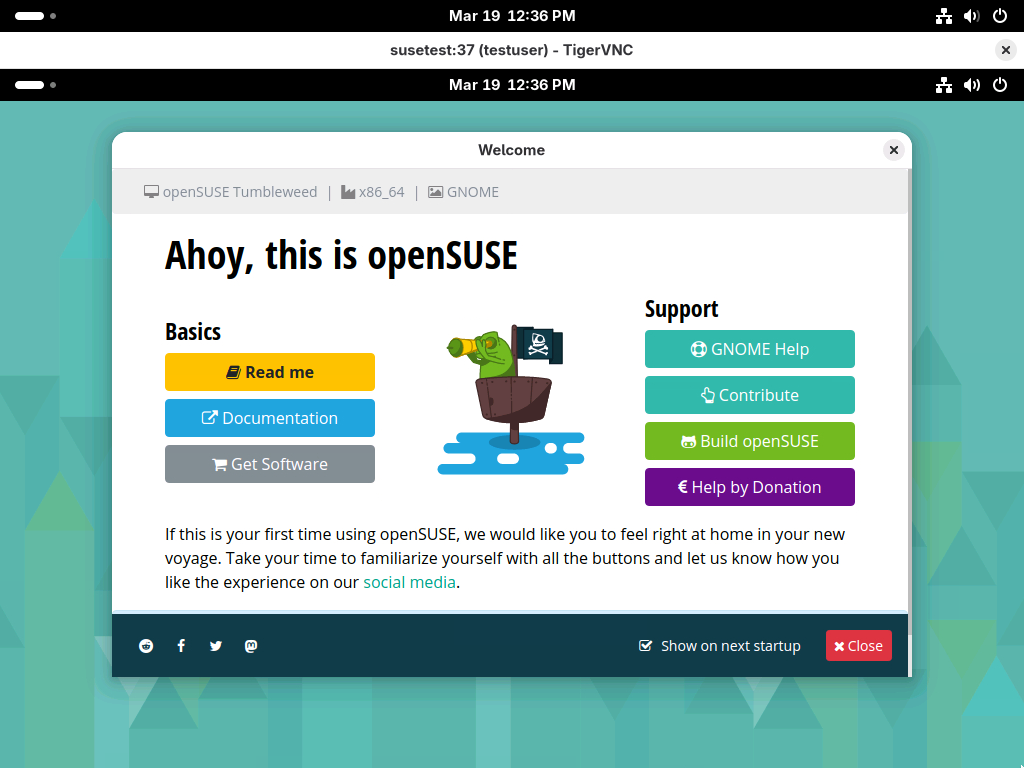 Mar 19 12:36 PM
susetest:37 (testuser) - TigerVNC
Mar 19 12:36 PM
Welcome
openSUSE Tumbleweed | x86_64 | GNOME
Ahoy, this is openSUSE
Basics
Read me
Documentation
Get Software
Support
GNOME Help
Contribute
Build openSUSE
Help by Donation
If this is your first time using openSUSE, we would like you to feel right at home in your new
voyage. Take your time to familiarize yourself with all the buttons and let us know how you
like the experience on our social media.
Show on next startup
Close